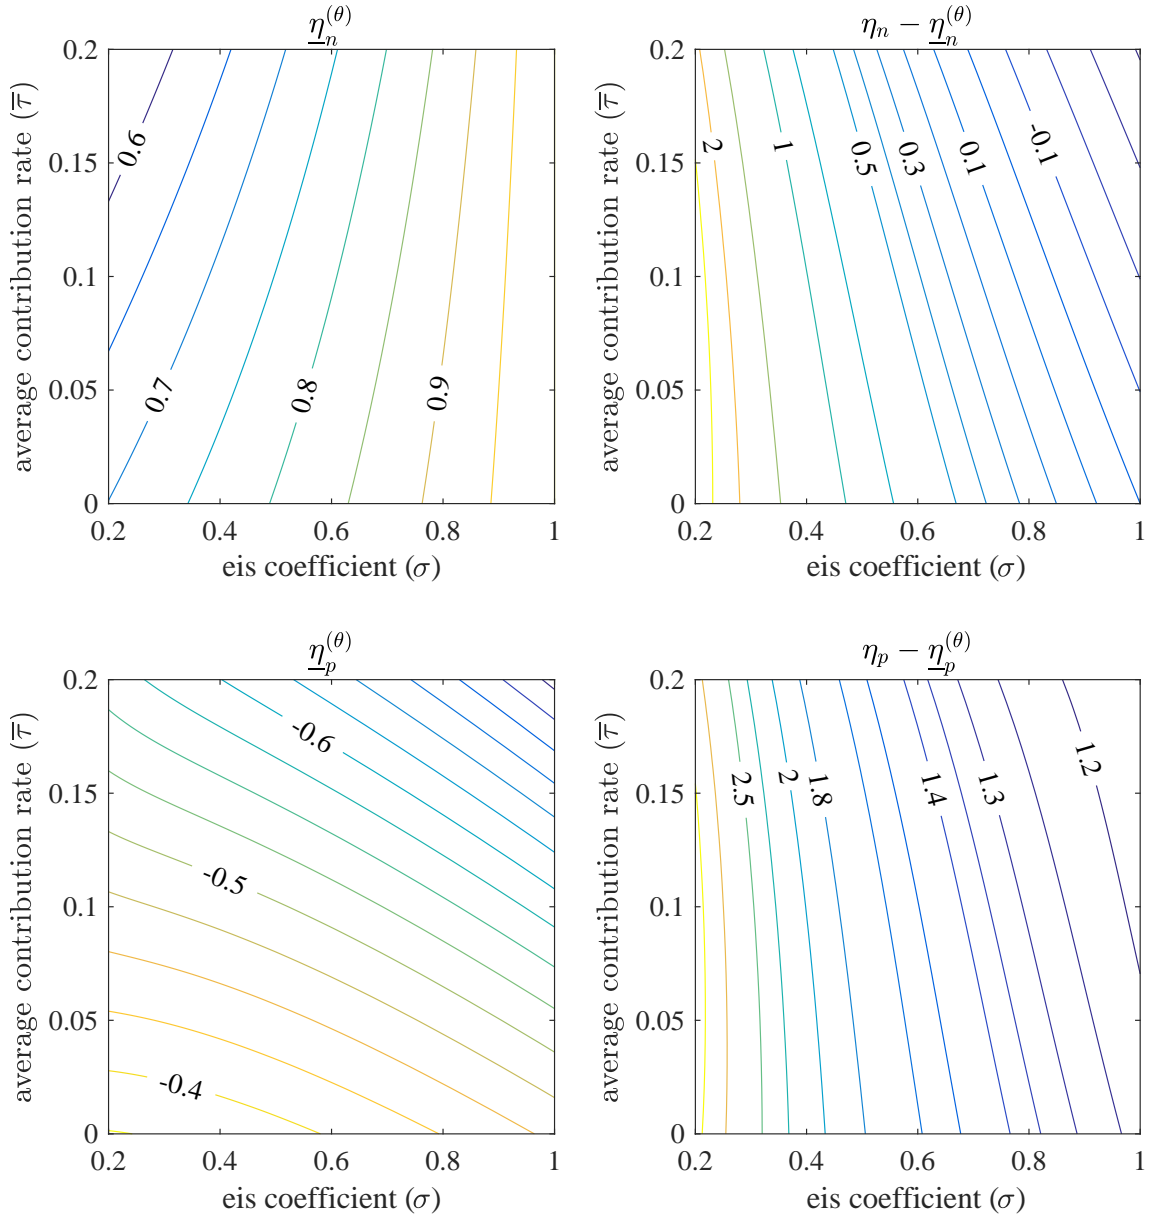 η_n^(θ)
0.2
0.15
0.1
0.05
0
0.2 0.4 0.6 0.8 1
average contribution rate (τ̅)
eis coefficient (σ)
0.6
0.7
0.8
0.9
η_n − η_n^(θ)
0.2
0.15
0.1
0.05
0
0.2 0.4 0.6 0.8 1
average contribution rate (τ̅)
eis coefficient (σ)
2
1
0.5
0.3
0.1
-0.1
η_p^(θ)
0.2
0.15
0.1
0.05
0
0.2 0.4 0.6 0.8 1
average contribution rate (τ̅)
eis coefficient (σ)
-0.6
-0.5
-0.4
η_p − η_p^(θ)
0.2
0.15
0.1
0.05
0
0.2 0.4 0.6 0.8 1
average contribution rate (τ̅)
eis coefficient (σ)
2.5
2
1.8
1.4
1.3
1.2